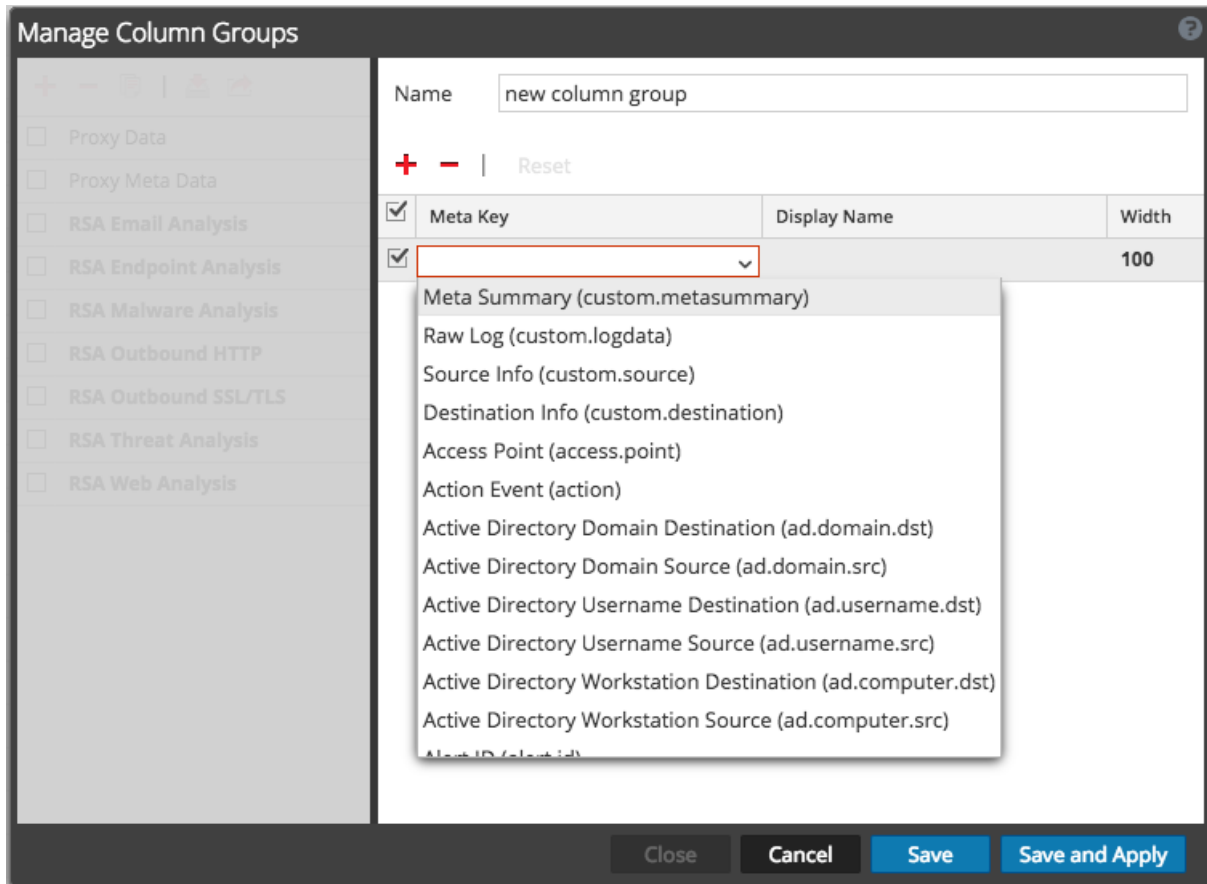 Manage Column Groups
?
Proxy Data
Proxy Meta Data
RSA Email Analysis
RSA Endpoint Analysis
RSA Malware Analysis
RSA Outbound HTTP
RSA Outbound SSL/TLS
RSA Threat Analysis
RSA Web Analysis
Name new column group
Reset
Meta Key Display Name Width
100
Meta Summary (custom.metasummary)
Raw Log (custom.logdata)
Source Info (custom.source)
Destination Info (custom.destination)
Access Point (access.point)
Action Event (action)
Active Directory Domain Destination (ad.domain.dst)
Active Directory Domain Source (ad.domain.src)
Active Directory Username Destination (ad.username.dst)
Active Directory Username Source (ad.username.src)
Active Directory Workstation Destination (ad.computer.dst)
Active Directory Workstation Source (ad.computer.src)
Alert ID (alert.id)
Close Cancel Save Save and Apply